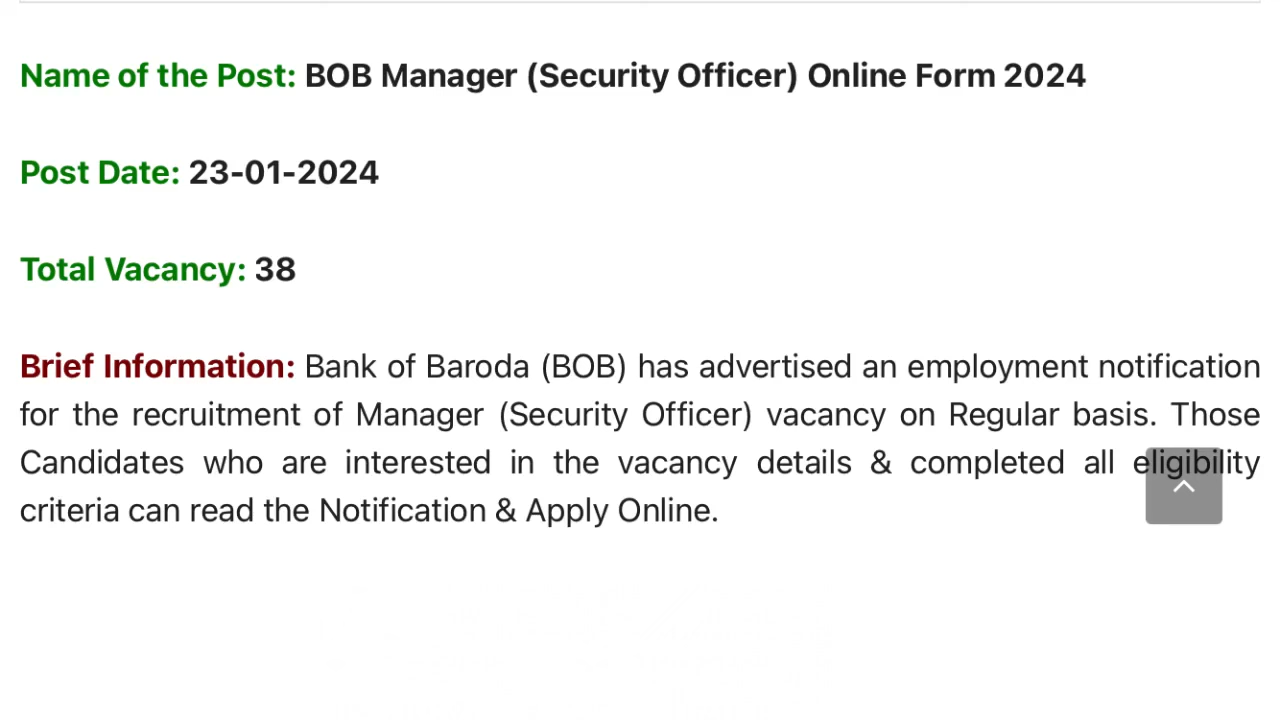 Name of the Post: BOB Manager (Security Officer) Online Form 2024
Post Date: 23-01-2024
Total Vacancy: 38
Brief Information: Bank of Baroda (BOB) has advertised an employment notification
for the recruitment of Manager (Security Officer) vacancy on Regular basis. Those
Candidates who are interested in the vacancy details & completed all eligibility
criteria can read the Notification & Apply Online.